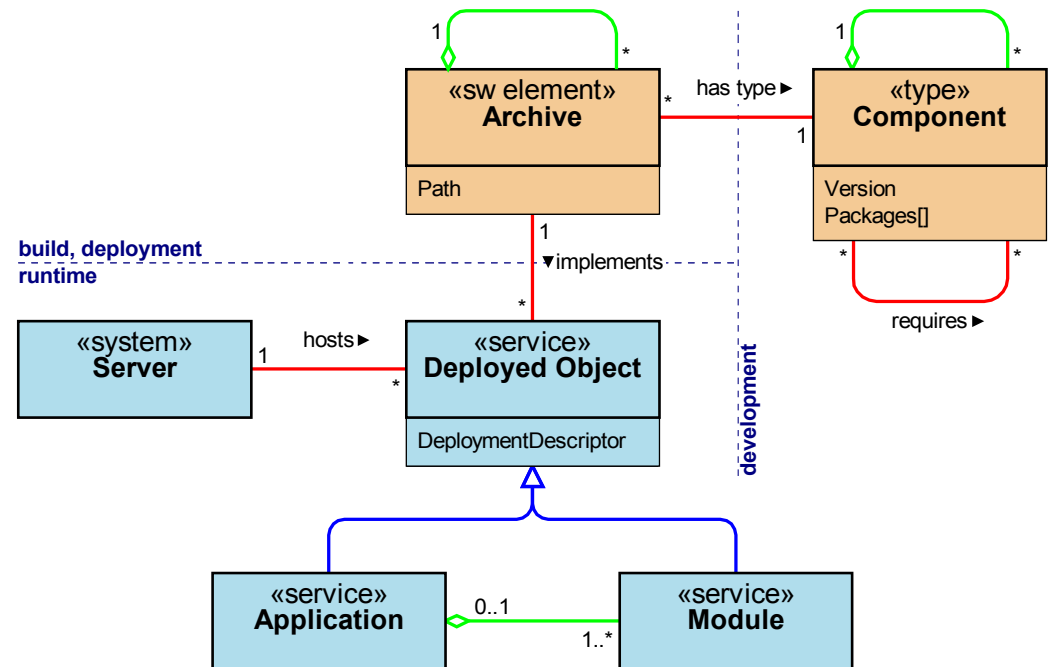 1
*
1
*
«sw element»
Archive
*
has type►
1
«type»
Component
Path
Version
Packages[]
1
*
*
build, deployment
▼implements
runtime
requires►
*
«system»
Server
1
hosts►
*
«service»
Deployed Object
DeploymentDescriptor
development
«service»
Application
0..1
1..*
«service»
Module